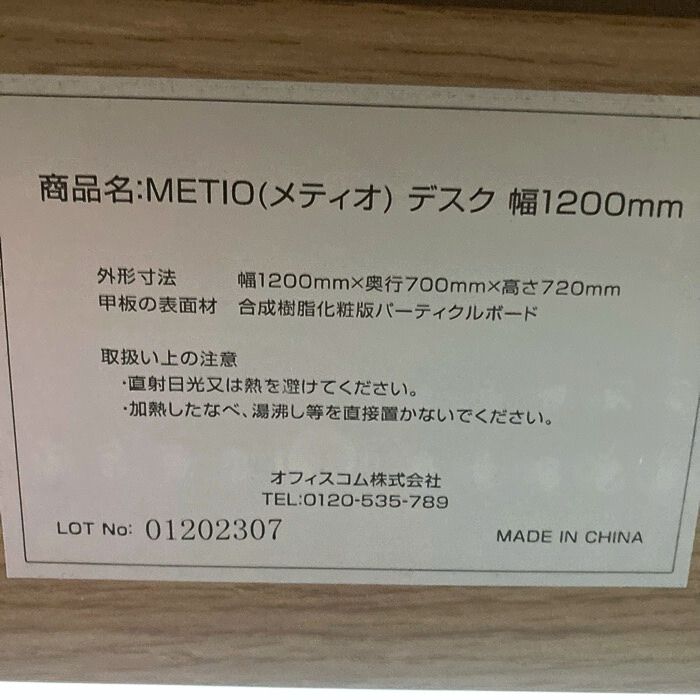 商品名:METIO(メティオ) デスク 幅1200mm
外形寸法 幅1200mm×奥行700mm×高さ720mm
甲板の表面材 合成樹脂化粧版パーティクルボード
取扱い上の注意
・直射日光又は熱を避けてください。
・加熱したなべ、湯沸し等を直接置かないでください。
オフィスコム株式会社
TEL:0120-535-789
LOT No: 01202307
MADE IN CHINA